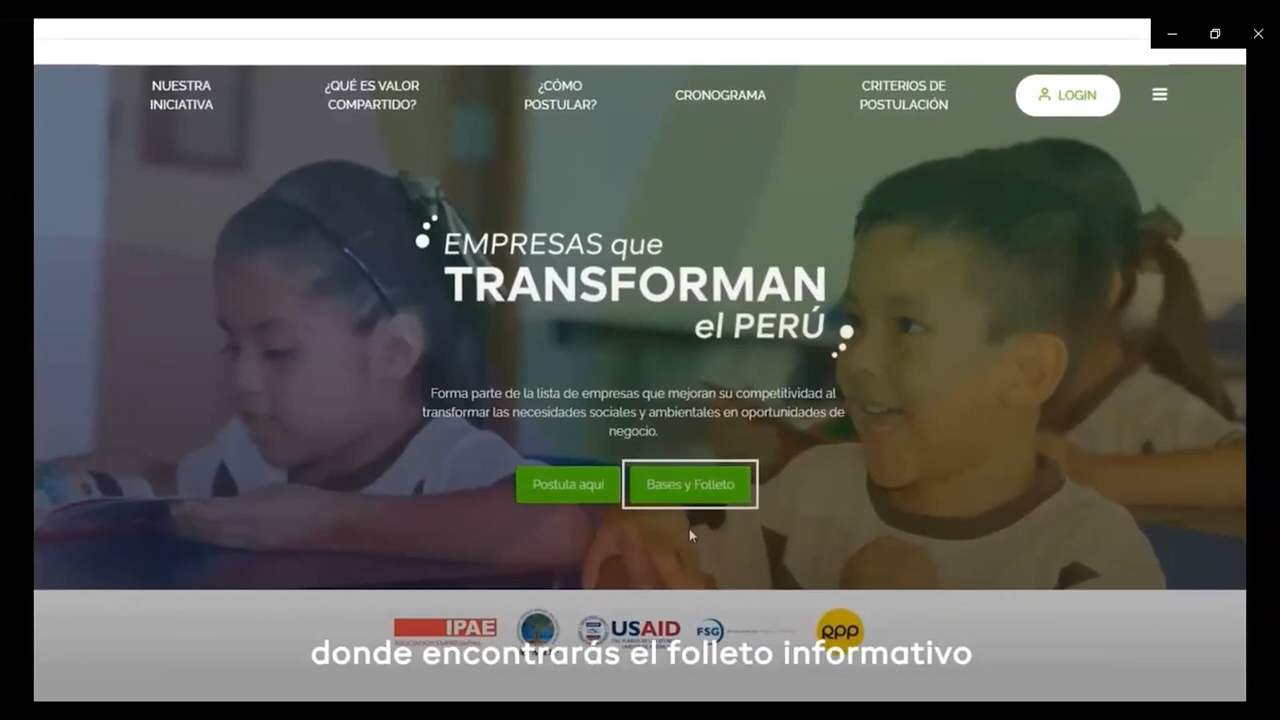 NUESTRA
INICIATIVA
¿QUÉ ES VALOR
COMPARTIDO?
¿CÓMO
POSTULAR?
CRONOGRAMA
CRITERIOS DE
POSTULACIÓN
LOGIN
EMPRESAS que
TRANSFORMAN
el PERÚ
Forma parte de la lista de empresas que mejoran su competitividad al
transformar las necesidades sociales y ambientales en oportunidades de
negocio.
Postula aquí
Bases y Folleto
IPAE
USAID
FSG
RPP
donde encontrarás el folleto informativo